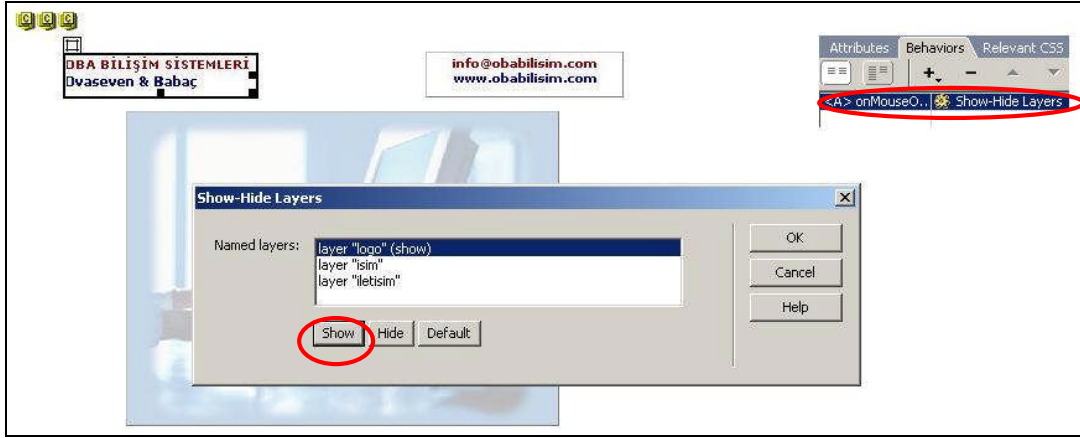 OBA BİLİŞİM SİSTEMLERİ
Ovaseven & Babaç
info@obabilisim.com
www.obabilisim.com
Attributes Behaviors Relevant CSS
<A> onMouseO.. Show-Hide Layers
Show-Hide Layers
Named layers:
layer "logo" (show)
layer "isim"
layer "iletisim"
OK
Cancel
Help
Show Hide Default